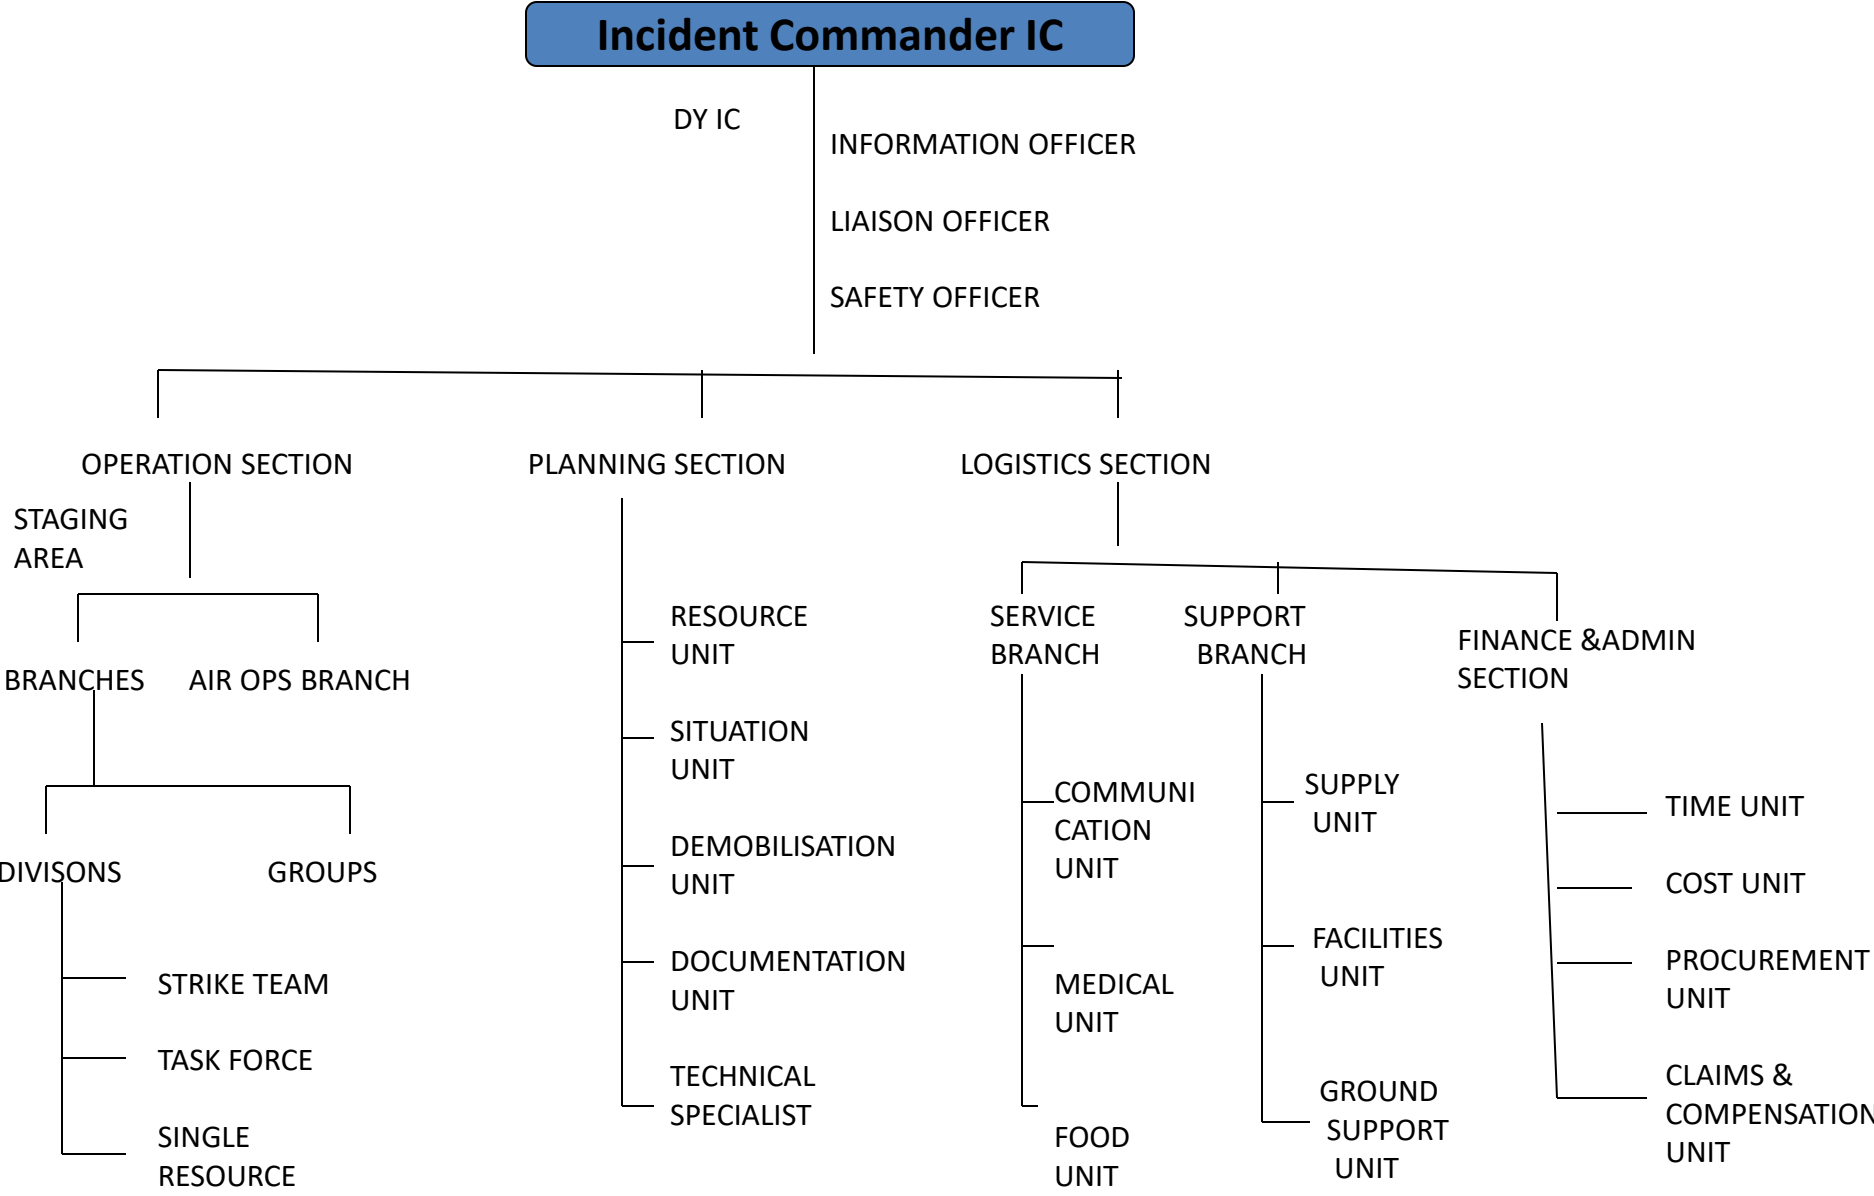 Incident Commander IC
DY IC
INFORMATION OFFICER
LIAISON OFFICER
SAFETY OFFICER
OPERATION SECTION
PLANNING SECTION
LOGISTICS SECTION
STAGING
AREA
BRANCHES
AIR OPS BRANCH
DIVISONS
GROUPS
STRIKE TEAM
TASK FORCE
SINGLE
RESOURCE
RESOURCE
UNIT
SITUATION
UNIT
DEMOBILISATION
UNIT
DOCUMENTATION
UNIT
TECHNICAL
SPECIALIST
SERVICE
BRANCH
COMMUNI
CATION
UNIT
MEDICAL
UNIT
FOOD
UNIT
SUPPORT
BRANCH
SUPPLY
UNIT
FACILITIES
UNIT
GROUND
SUPPORT
UNIT
FINANCE &ADMIN
SECTION
TIME UNIT
COST UNIT
PROCUREMENT
UNIT
CLAIMS &
COMPENSATION
UNIT